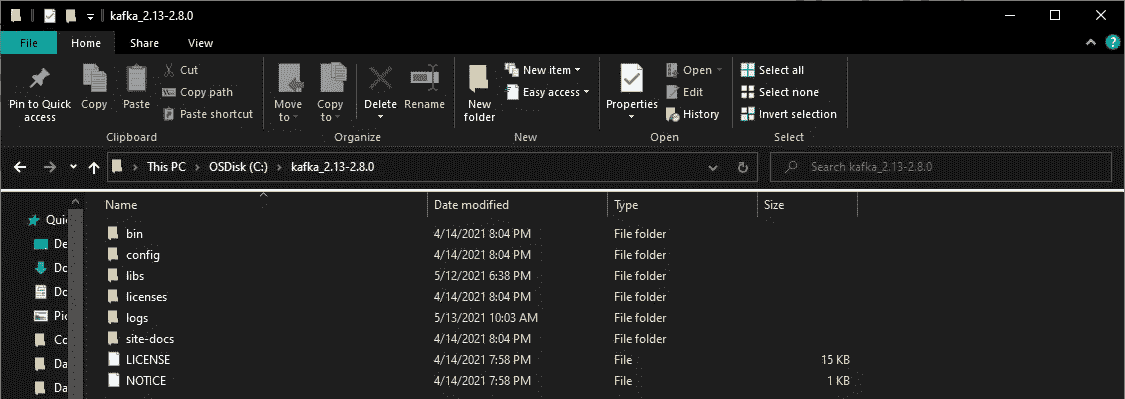 kafka_2.13-2.8.0
File Home Share View
Pin to Quick access
Copy
Paste
Cut
Copy path
Paste shortcut
Clipboard
Move to
Copy to
Delete
Rename
Organize
New folder
New item
Easy access
New
Properties
Open
Edit
History
Open
Select all
Select none
Invert selection
Select
This PC > OSDisk (C:) > kafka_2.13-2.8.0
Search kafka_2.13-2.8.0
Name Date modified Type Size
bin 4/14/2021 8:04 PM File folder
config 4/14/2021 8:04 PM File folder
libs 5/12/2021 6:38 PM File folder
licenses 4/14/2021 8:04 PM File folder
logs 5/13/2021 10:03 AM File folder
site-docs 4/14/2021 8:04 PM File folder
LICENSE 4/14/2021 7:58 PM File 15 KB
NOTICE 4/14/2021 7:58 PM File 1 KB
Quic
De
Do
Do
Pic
Co
Da
Da